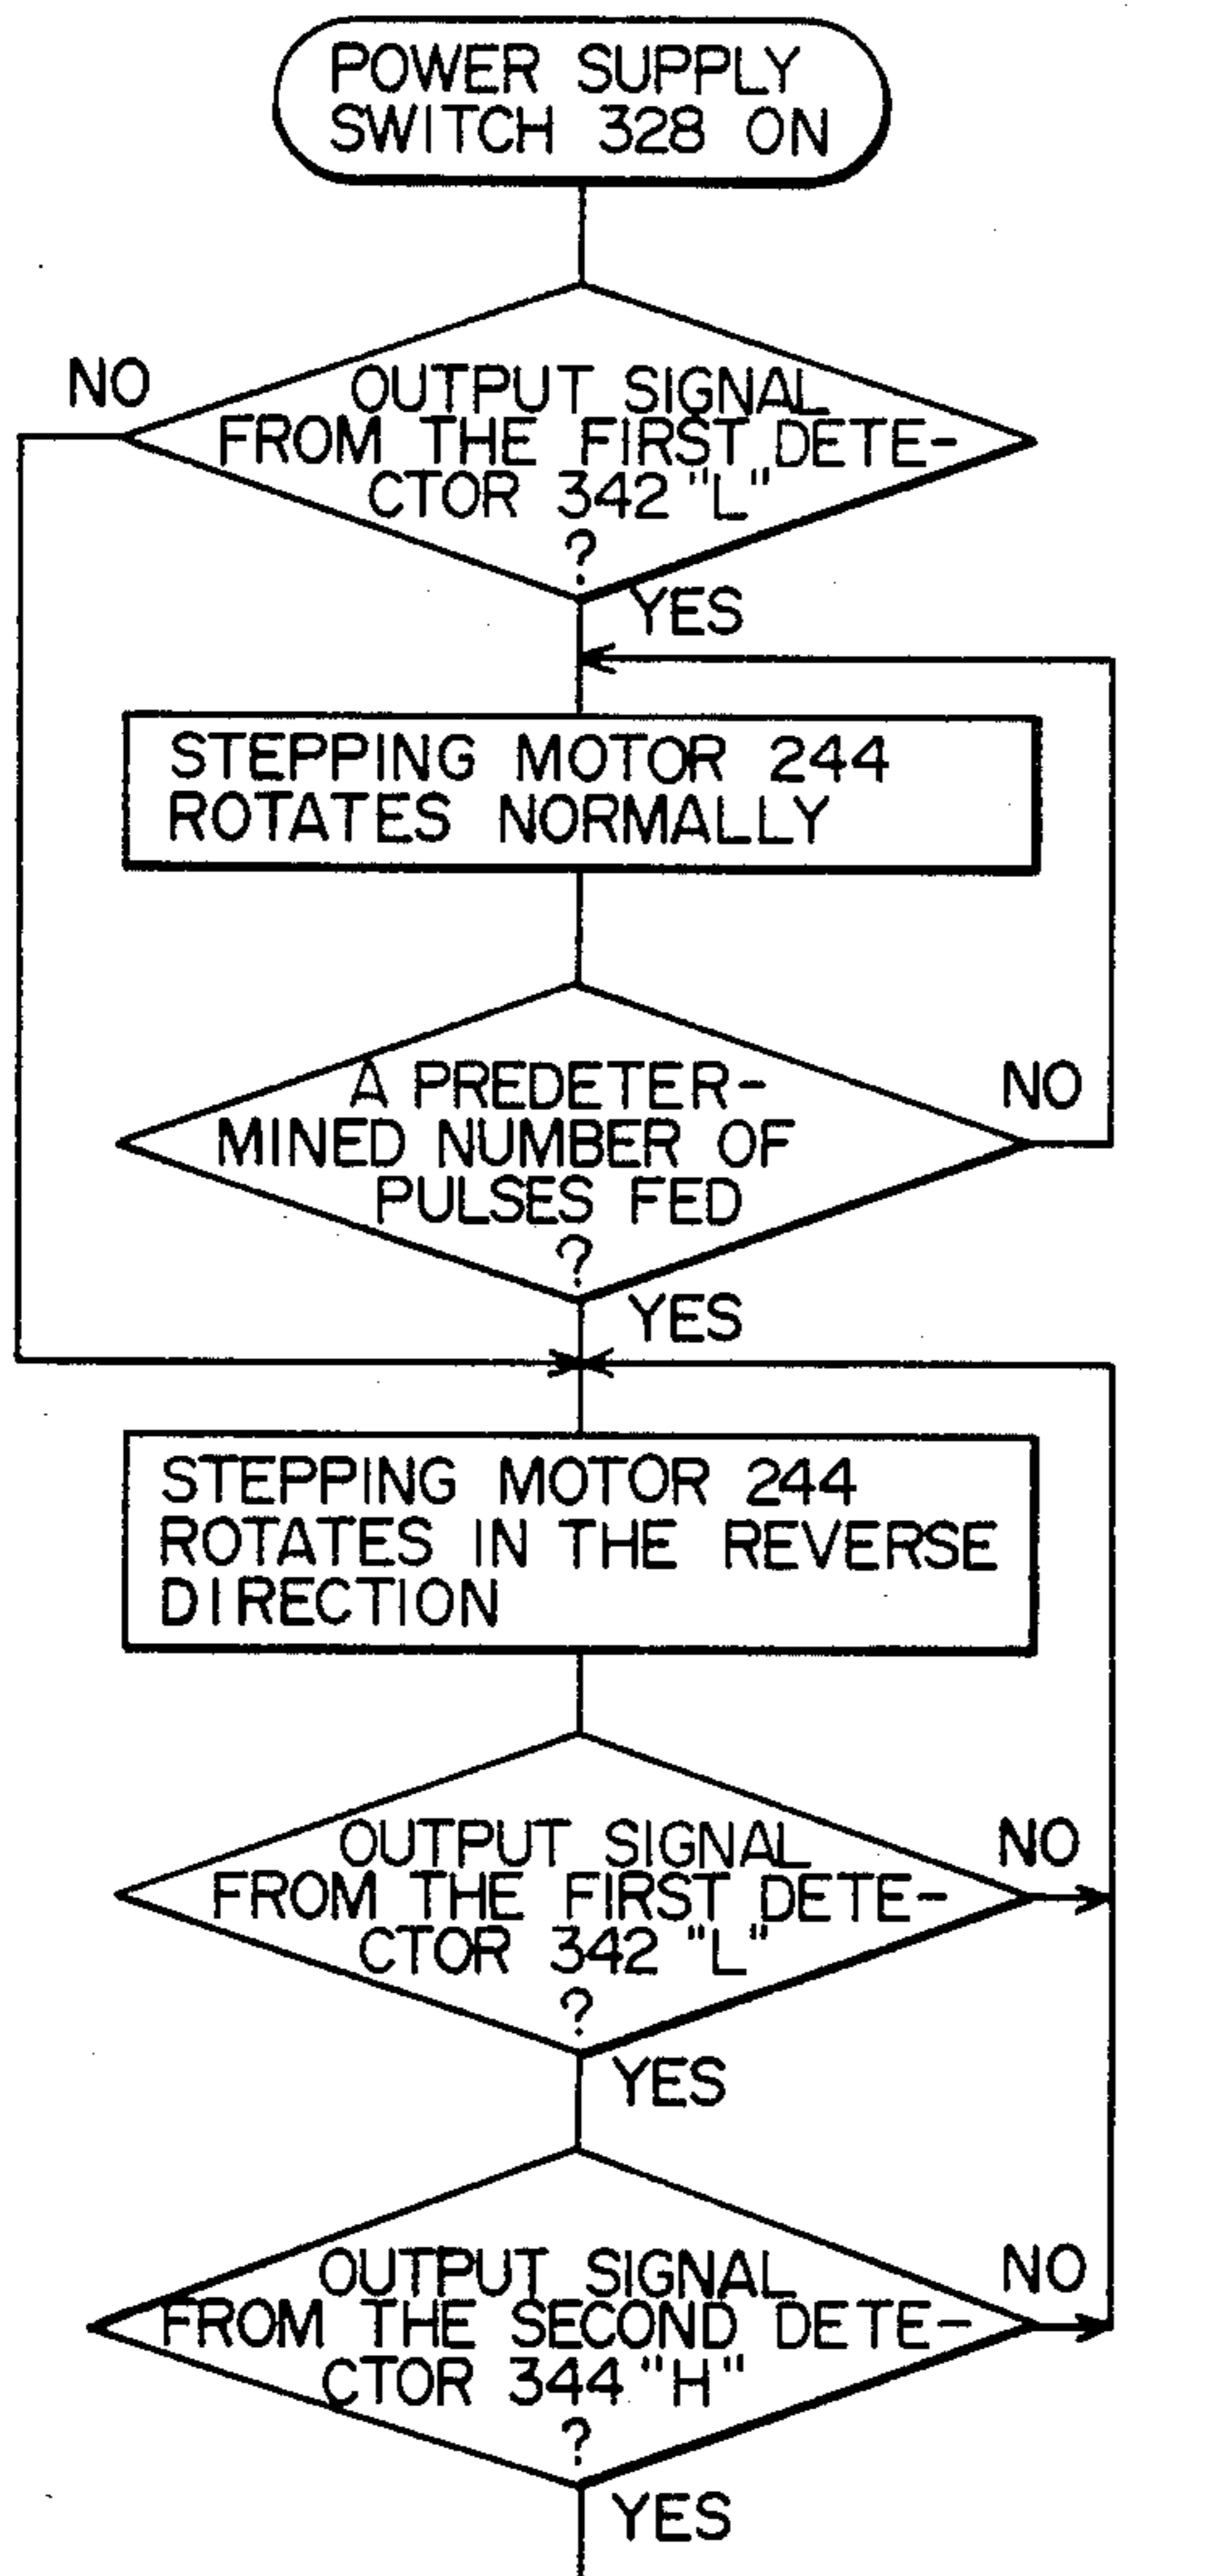 POWER SUPPLY
SWITCH 328 ON
NO
OUTPUT SIGNAL
FROM THE FIRST DETE-
CTOR 342 "L"
?
YES
STEPPING MOTOR 244
ROTATES NORMALLY
A PREDETER-
NO
MINED NUMBER OF
PULSES FED
?
YES
STEPPING MOTOR 244
ROTATES IN THE REVERSE
DIRECTION
OUTPUT SIGNAL
NO
FROM THE FIRST DETE-
CTOR 342 "L"
?
YES
OUTPUT SIGNAL
NO
FROM THE SECOND DETE-
CTOR 344 "H"
?
YES